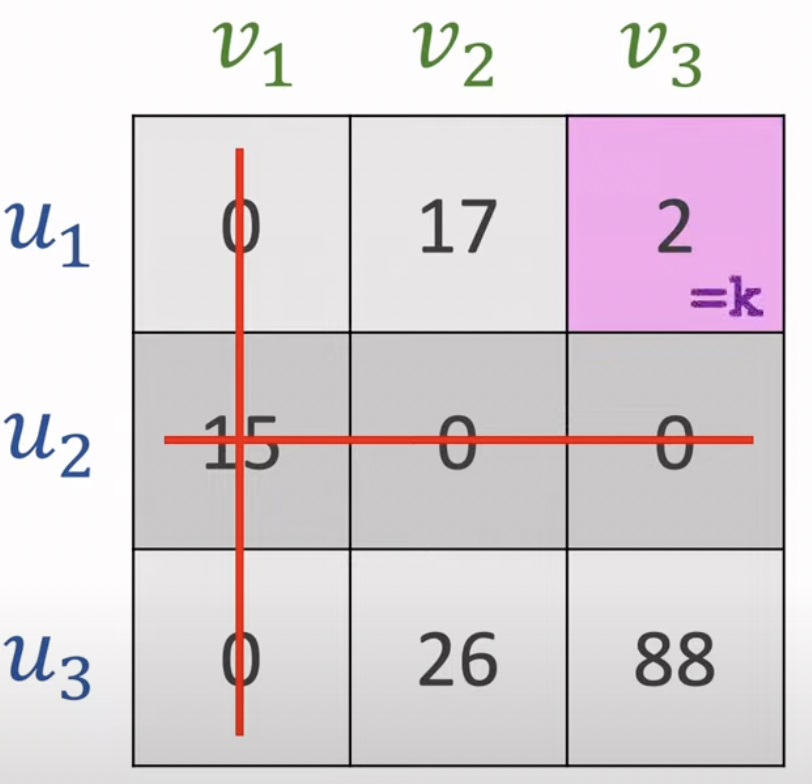 v₁ v₂ v₃
u₁ 0 17 2
=k
u₂ 15 0 0
u₃ 0 26 88